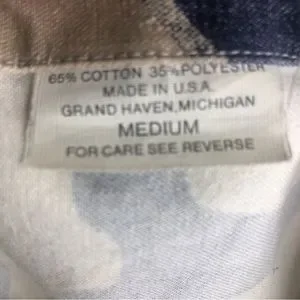 65% COTTON 35%POLYESTER
MADE IN U.S.A.
GRAND HAVEN,MICHIGAN
MEDIUM
FOR CARE SEE REVERSE